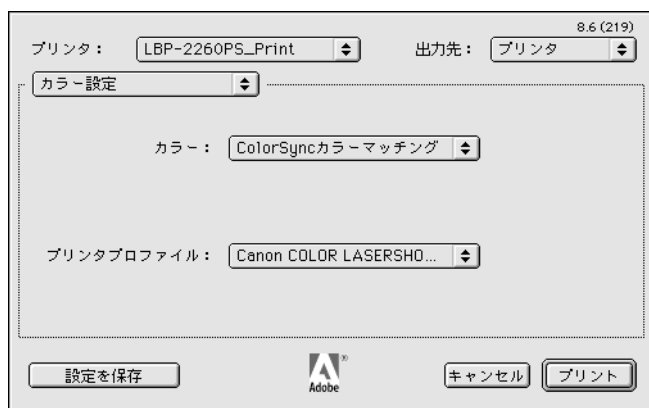 8.6 (219)
プリンタ： LBP-2260PS_Print 出力先： プリンタ
カラー設定
カラー： ColorSyncカラーマッチング
プリンタプロファイル： Canon COLOR LASERSHO...
設定を保存 Adobe® キャンセル プリント